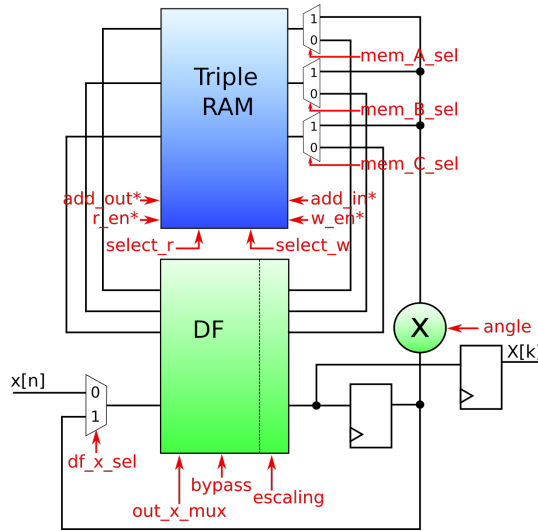 1
0
mem_A_sel
1
0
mem_B_sel
1
0
mem_C_sel
Triple
RAM
add_out*
add_in*
r_en*
w_en*
select_r
select_w
DF
X
angle
X[k]
x[n]
0
1
df_x_sel
bypass
escaling
out_x_mux